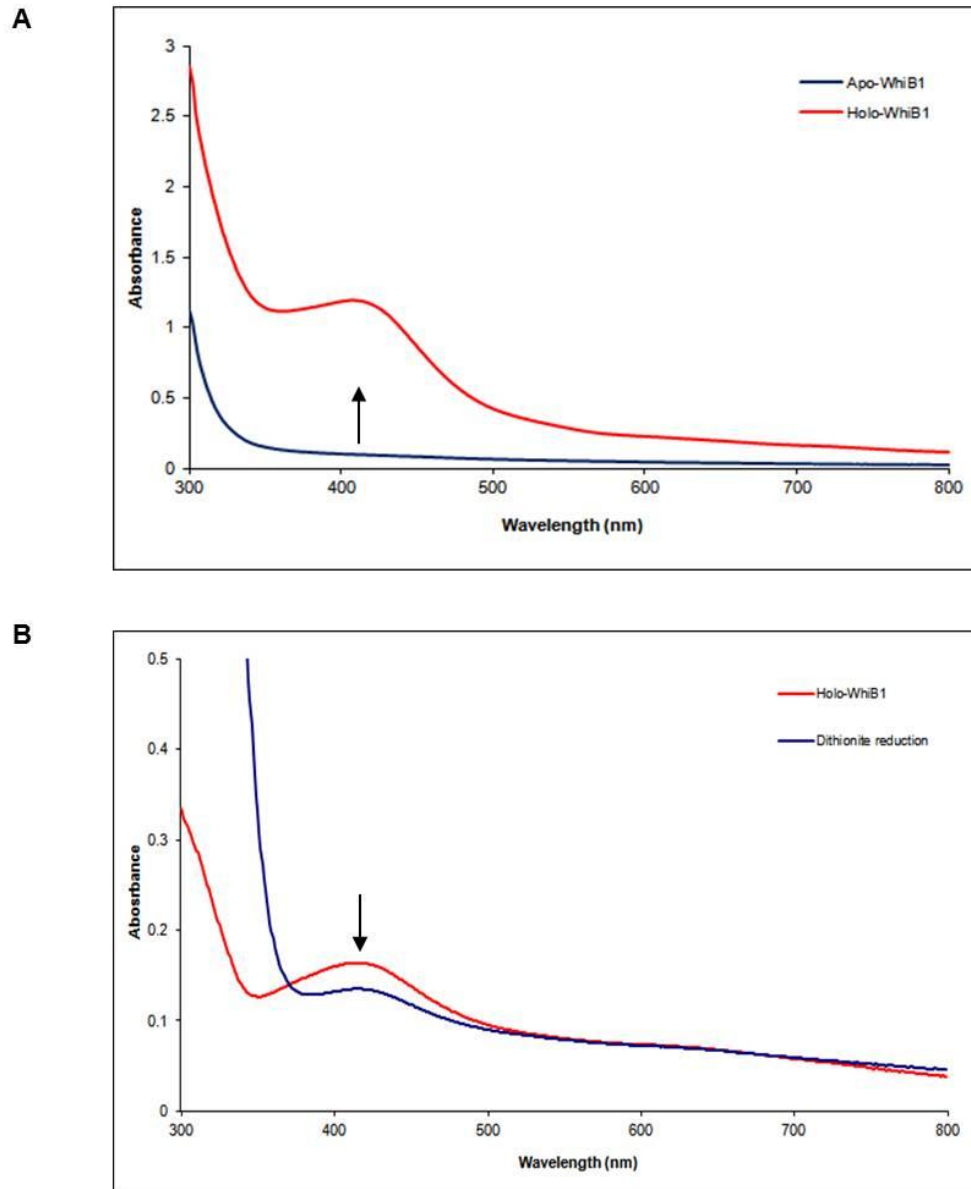 A
3
2.5
2
1.5
1
0.5
0
Absorbance
Apo-WhiB1
Holo-WhiB1
300 400 500 600 700 800
Wavelength (nm)
B
0.5
0.4
0.3
0.2
0.1
0
Abosrbance
Holo-WhiB1
Dithionite reduction
300 400 500 600 700 800
Wavelength (nm)